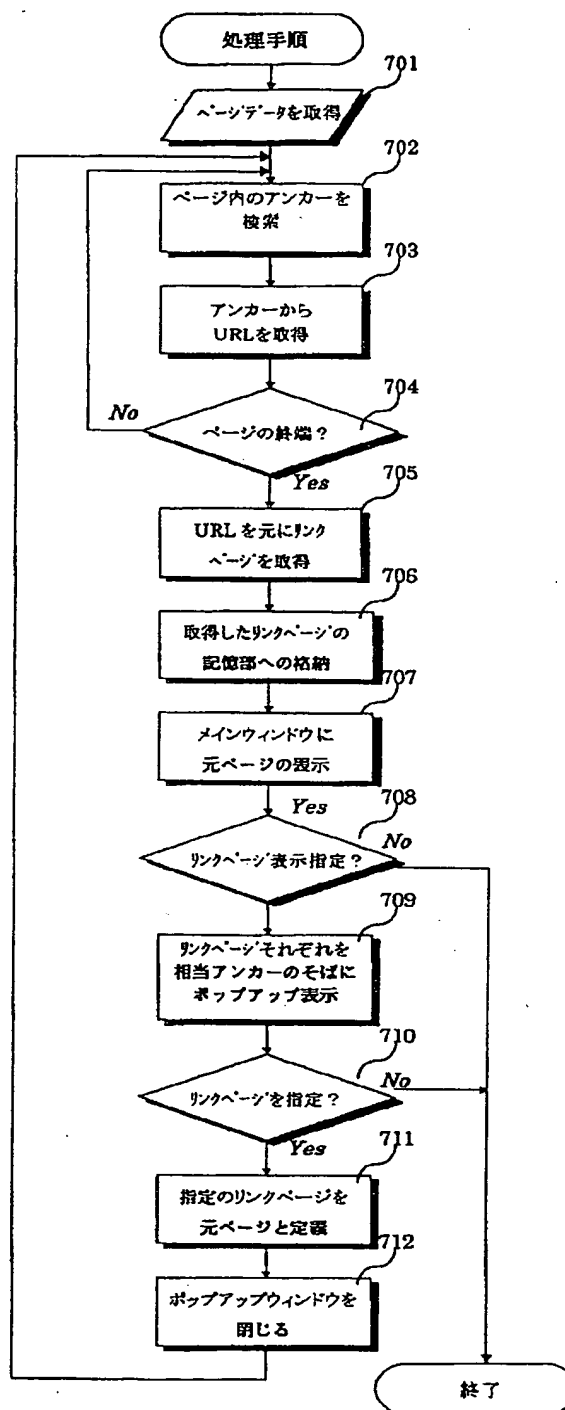 処理手順
701
ページデータを取得
702
ページ内のアンカーを
検索
703
アンカーから
URLを取得
704
No
ページの終端？
Yes
705
URLを元にリンク
ページを取得
706
取得したリンクページの
記憶部への格納
707
メインウィンドウに
元ページの表示
Yes
708
No
リンクページ表示指定？
709
リンクページそれぞれを
相当アンカーのそばに
ポップアップ表示
710
No
リンクページを指定？
Yes
711
指定のリンクページを
元ページと定義
712
ポップアップウィンドウを
閉じる
終了